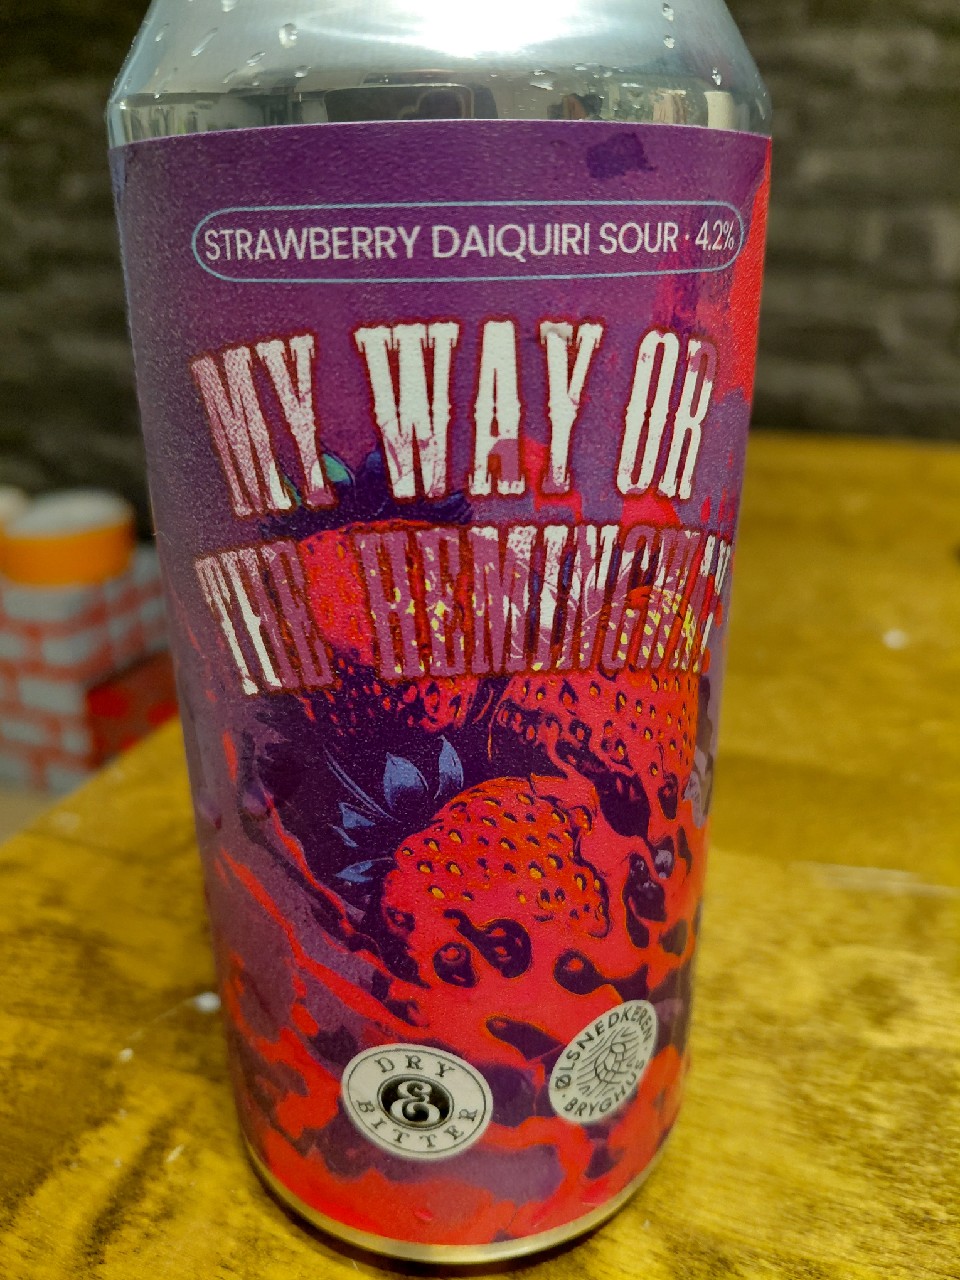 STRAWBERRY DAIQUIRI SOUR · 4.2%
MY WAY OR
THE HEMINGWAY
DRY
&
BITTER
ØLSNEDKEREN
BRYGHUS